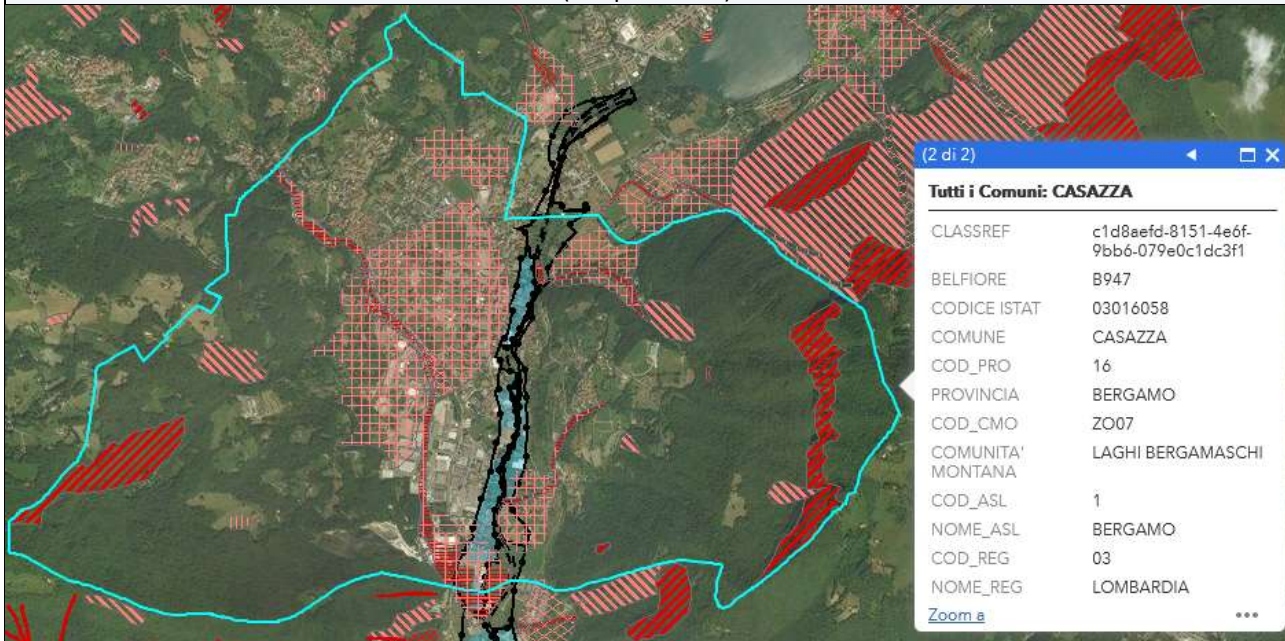 (2 di 2)
Tutti i Comuni: CASAZZA
CLASSREF c1d8aefd-8151-4e6f-
9bb6-079e0c1dc3f1
BELFIORE B947
CODICE ISTAT 03016058
COMUNE CASAZZA
COD_PRO 16
PROVINCIA BERGAMO
COD_CMO ZO07
COMUNITA' LAGHI BERGAMASCHI
MONTANA
COD_ASL 1
NOME_ASL BERGAMO
COD_REG 03
NOME_REG LOMBARDIA
Zoom a